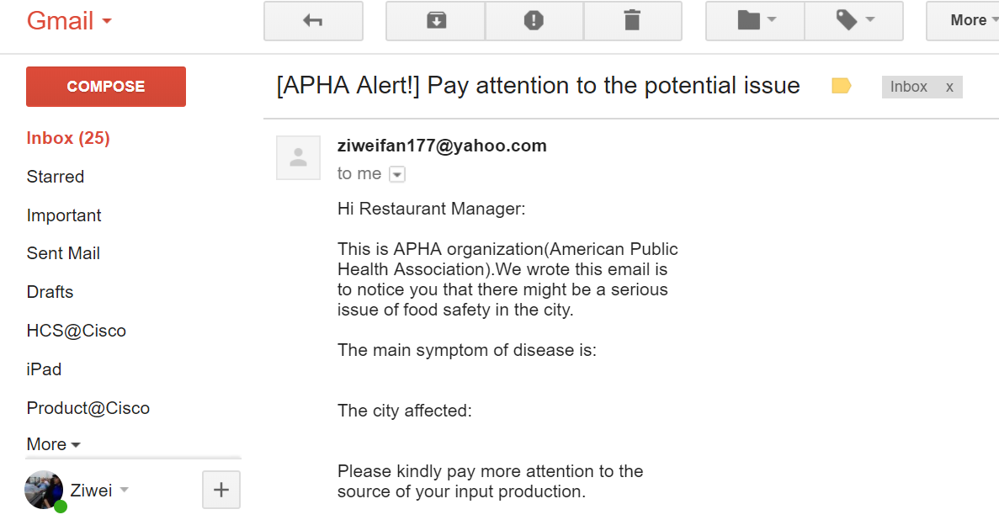 Gmail
More
COMPOSE
[APHA Alert!] Pay attention to the potential issue
Inbox x
Inbox (25)
Starred
Important
Sent Mail
Drafts
HCS@Cisco
iPad
Product@Cisco
More
Ziwei
ziweifan177@yahoo.com
to me
Hi Restaurant Manager:
This is APHA organization(American Public
Health Association).We wrote this email is
to notice you that there might be a serious
issue of food safety in the city.
The main symptom of disease is:
The city affected:
Please kindly pay more attention to the
source of your input production.